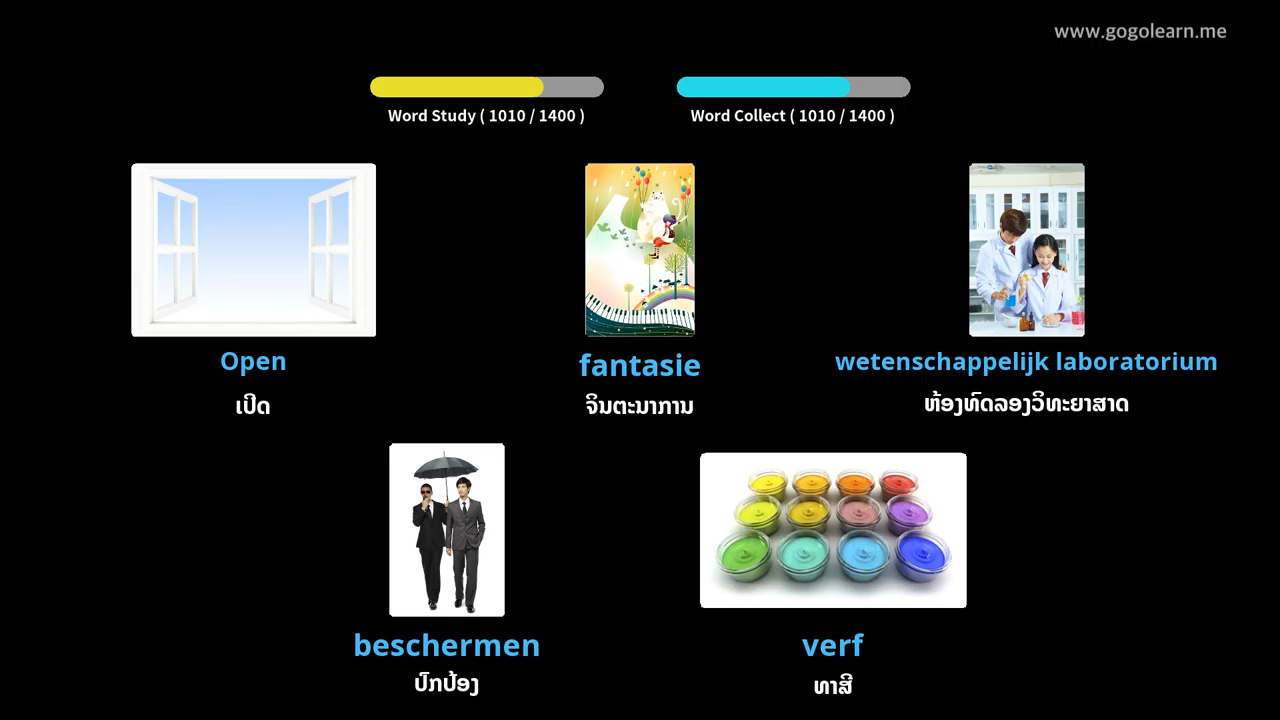 www.gogolearn.me
Word Study ( 1010 / 1400 )
Word Collect ( 1010 / 1400 )
Open
fantasie
wetenschappelijk laboratorium
ເປີດ
ຈິນຕະນາການ
ຫ້ອງທົດລອງວິທະຍາສາດ
beschermen
verf
ປົກປ້ອງ
ທາສີ